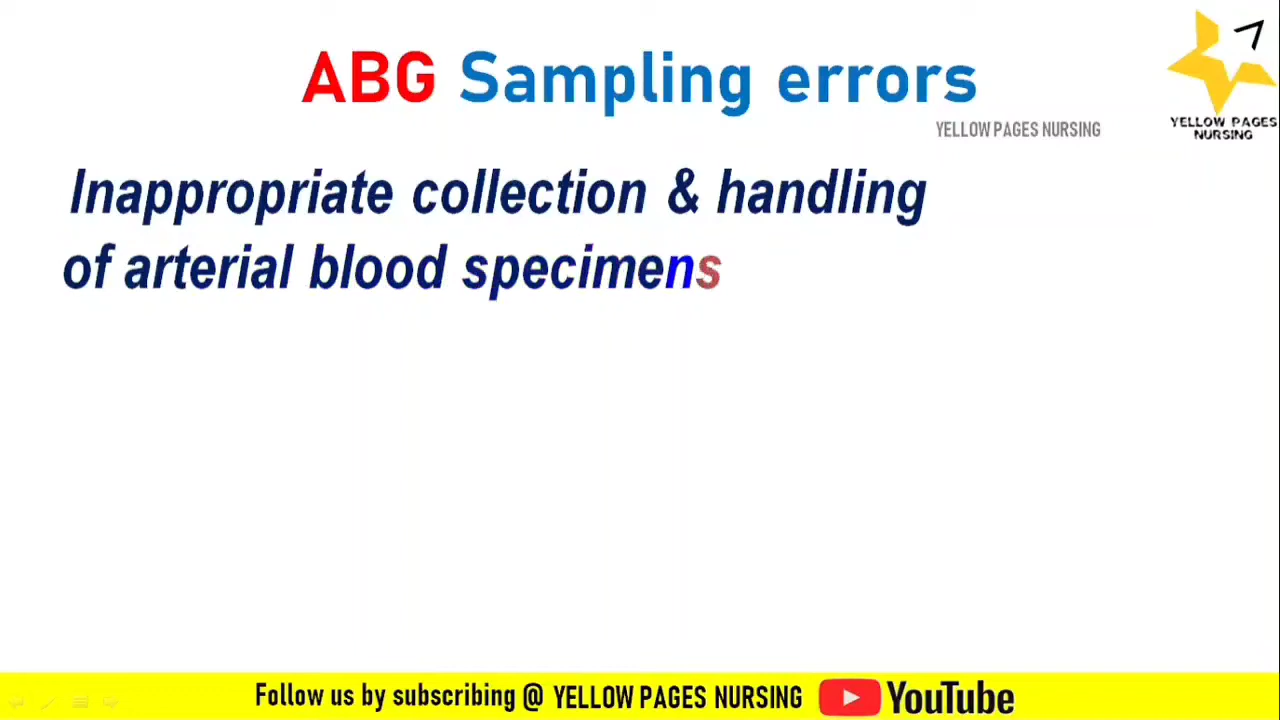 ABG Sampling errors
YELLOW PAGES NURSING
YELLOW PAGES
NURSING
Inappropriate collection & handling
of arterial blood specimens
Follow us by subscribing @ YELLOW PAGES NURSING YouTube